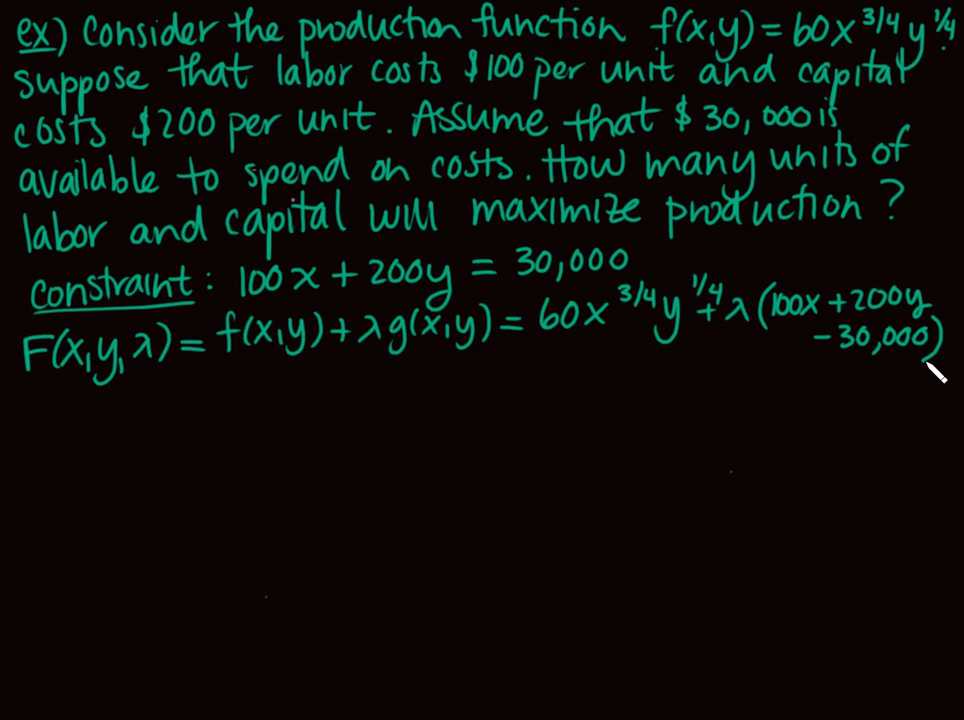 ex) Consider the production function f(x,y) = 60x^3/4 y^1/4.
suppose that labor costs $100 per unit and capital
costs $200 per unit. Assume that $30,000 is
available to spend on costs. How many units of
labor and capital will maximize production?
constraint: 100x + 200y = 30,000
F(x,y,λ) = f(x,y) + λg(x,y) = 60x^3/4 y^1/4 + λ(100x + 200y
- 30,000)